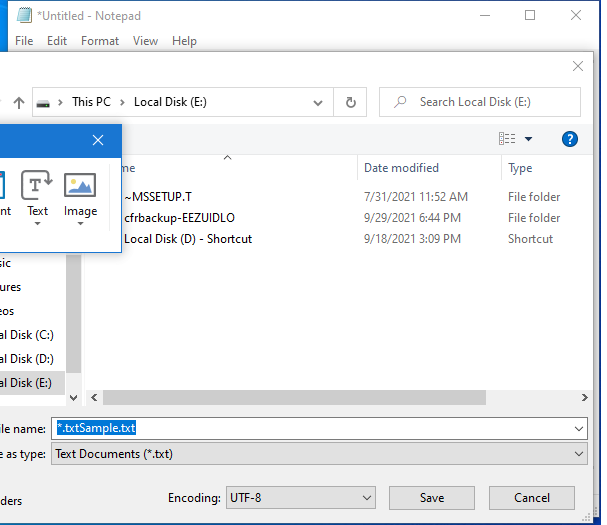 *Untitled - Notepad
File Edit Format View Help
This PC > Local Disk (E:)
Search Local Disk (E:)
me Date modified Type
nt Text Image
~MSSETUP.T 7/31/2021 11:52 AM File folder
cfrbackup-EEZUIDLO 9/29/2021 6:44 PM File folder
Local Disk (D) - Shortcut 9/18/2021 3:09 PM Shortcut
sic
ures
eos
al Disk (C:)
al Disk (D:)
al Disk (E:)
ile name: *.txtSample.txt
e as type: Text Documents (*.txt)
ders Encoding: UTF-8 Save Cancel